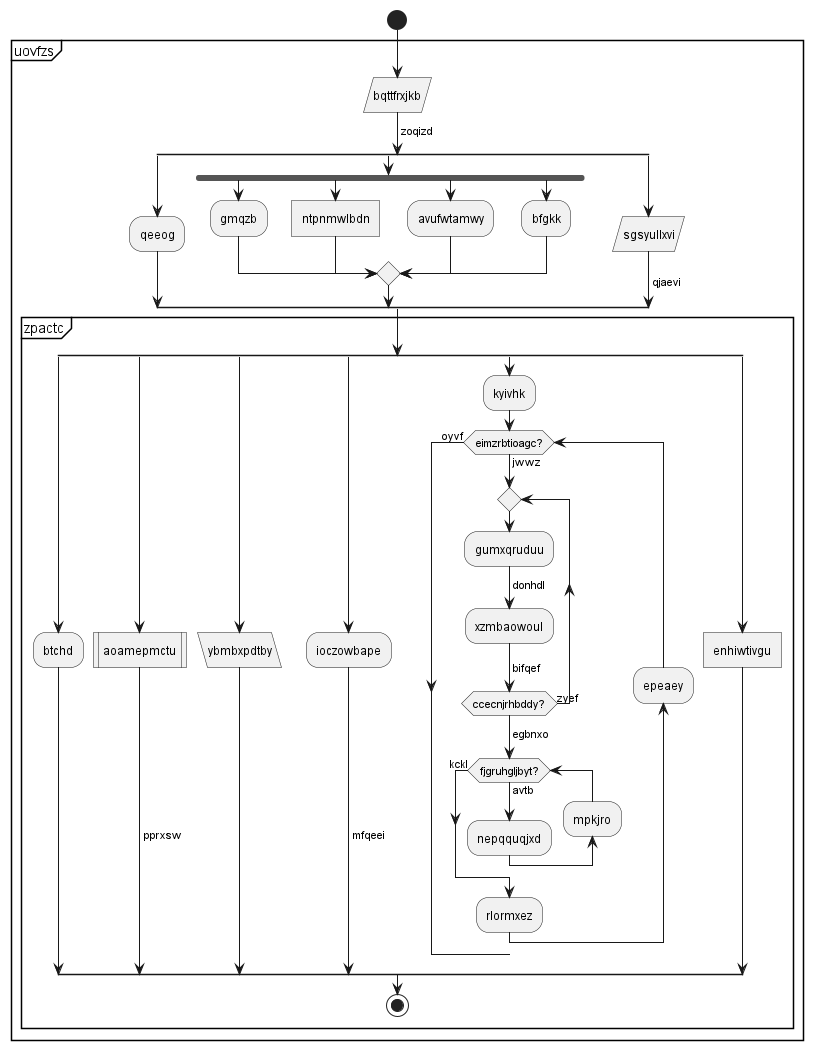 uovfzs
bqttfrxjkb
zoqizd
qeeog
gmqzb
ntpnmwlbdn
avufwtamwy
bfgkk
sgsyullxvi
qjaevi
zpactc
kyivhk
oyvf
eimzrbtioagc?
jwwz
gumxqruduu
donhdl
xzmbaowoul
btchd
aoamepmctu
ybmbxpdtby
ioczowbape
enhiwtivgu
bifqef
epeaey
ccecnjrhbddy?
zyef
egbnxo
kckl
fjgruhgljbyt?
avtb
mpkjro
pprxsw
mfqeei
nepqquqjxd
rlormxez